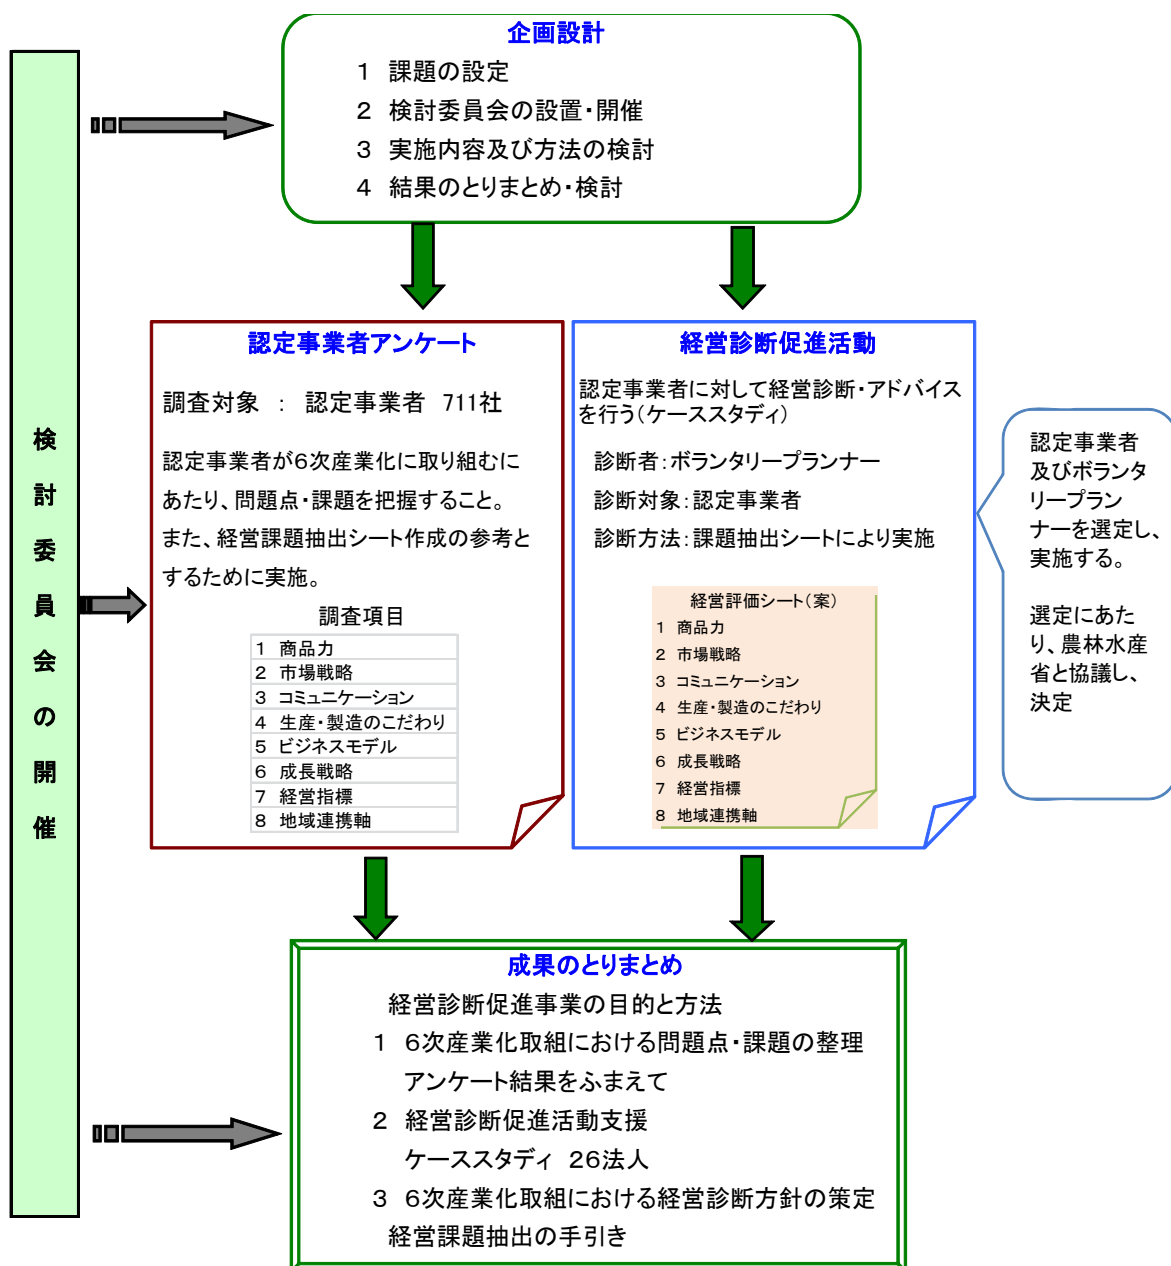 企画設計
1 課題の設定
2 検討委員会の設置・開催
3 実施内容及び方法の検討
4 結果のとりまとめ・検討
検討委員会の開催
認定事業者アンケート
調査対象 : 認定事業者 711社
認定事業者が6次産業化に取り組むに
あたり、問題点・課題を把握すること。
また、経営課題抽出シート作成の参考と
するために実施。
調査項目
1 商品力
2 市場戦略
3 コミュニケーション
4 生産・製造のこだわり
5 ビジネスモデル
6 成長戦略
7 経営指標
8 地域連携軸
経営診断促進活動
認定事業者に対して経営診断・アドバイス
を行う(ケーススタディ)
診断者:ボランタリープランナー
診断対象:認定事業者
診断方法:課題抽出シートにより実施
経営評価シート(案)
1 商品力
2 市場戦略
3 コミュニケーション
4 生産・製造のこだわり
5 ビジネスモデル
6 成長戦略
7 経営指標
8 地域連携軸
認定事業者
及びボランタ
リープラン
ナーを選定し、
実施する。
選定にあた
り、農林水産
省と協議し、
決定
成果のとりまとめ
経営診断促進事業の目的と方法
1 6次産業化取組における問題点・課題の整理
アンケート結果をふまえて
2 経営診断促進活動支援
ケーススタディ 26法人
3 6次産業化取組における経営診断方針の策定
経営課題抽出の手引き